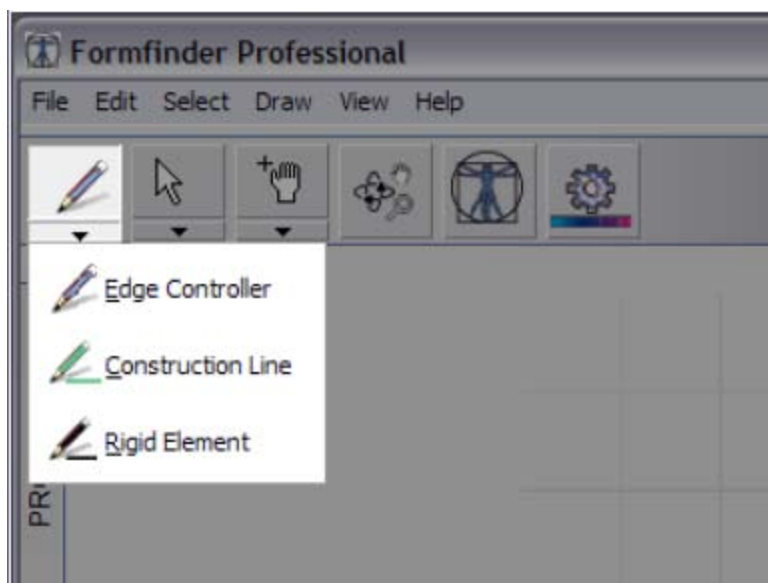 Formfinder Professional
File Edit Select Draw View Help
Edge Controller
Construction Line
Rigid Element